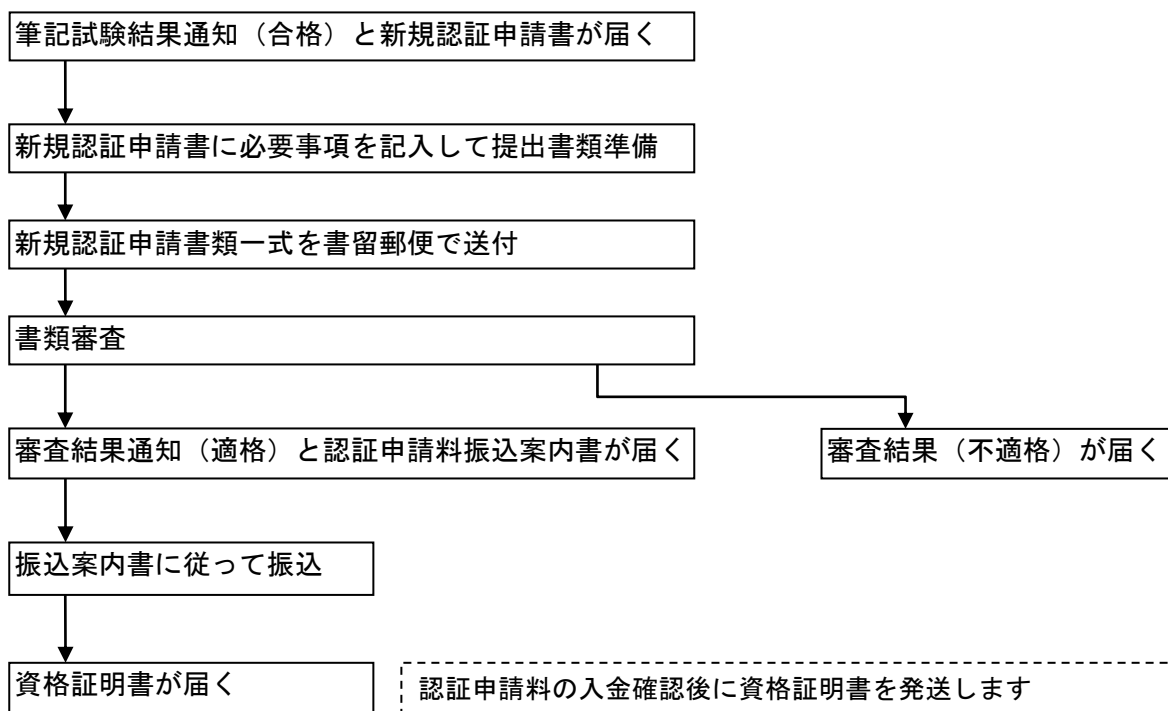 筆記試験結果通知（合格）と新規認証申請書が届く
新規認証申請書に必要事項を記入して提出書類準備
新規認証申請書類一式を書留郵便で送付
書類審査
審査結果通知（適格）と認証申請料振込案内書が届く
審査結果（不適格）が届く
振込案内書に従って振込
資格証明書が届く
認証申請料の入金確認後に資格証明書を発送します